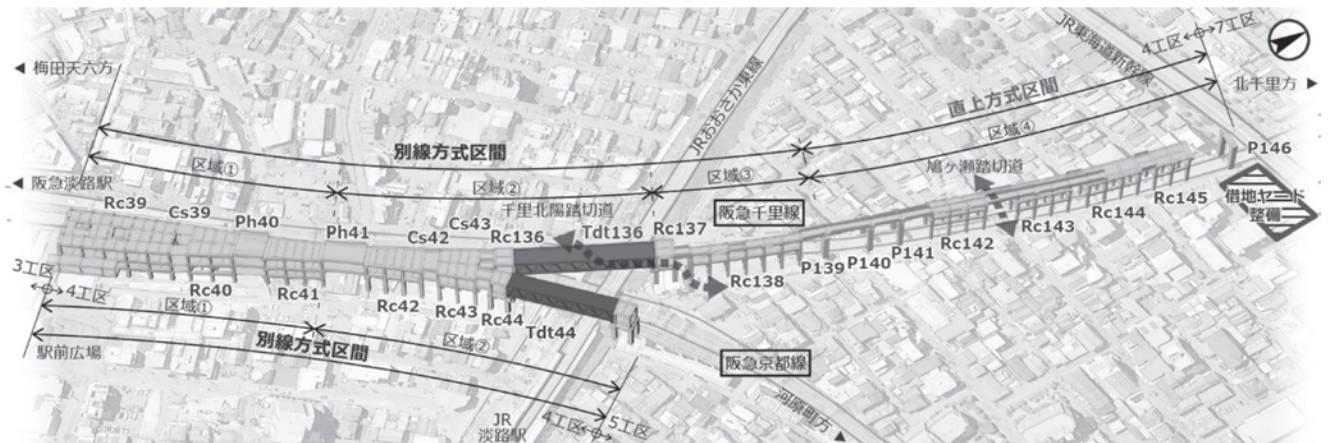 ◀ 梅田天六方
◀ 阪急淡路駅
別線方式区間
直上方式区間
区域①
区域②
区域③
区域④
JRおおさか東線
JR東海道新幹線
4工区
7工区
北千里方 ▶
千里北陽踏切道
阪急千里線
鳩ヶ瀬踏切道
借地ヤード
整備
P146
Rc39
Cs39
Ph40
Ph41
Cs42
Cs43
Rc136
Tdt136
Rc137
Rc138
P139
P140
P141
Rc142
Rc143
Rc144
Rc145
Rc40
Rc41
Rc42
Rc43
Rc44
Tdt44
3工区
4工区
区域①
区域②
別線方式区間
駅前広場
阪急京都線
河原町方 ▶
JR
淡路駅
4工区
5工区